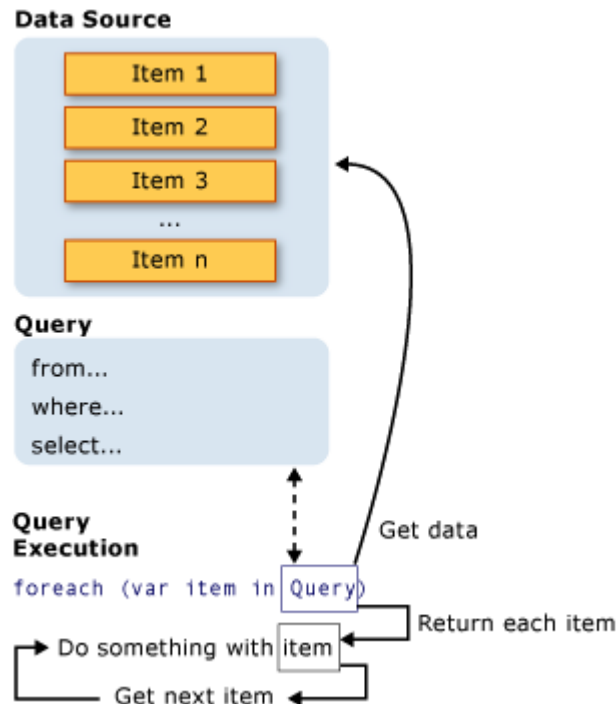 Data Source
Item 1
Item 2
Item 3
...
Item n
Query
from...
where...
select...
Query
Execution
Get data
foreach (var item in Query)
Return each item
Do something with item
Get next item